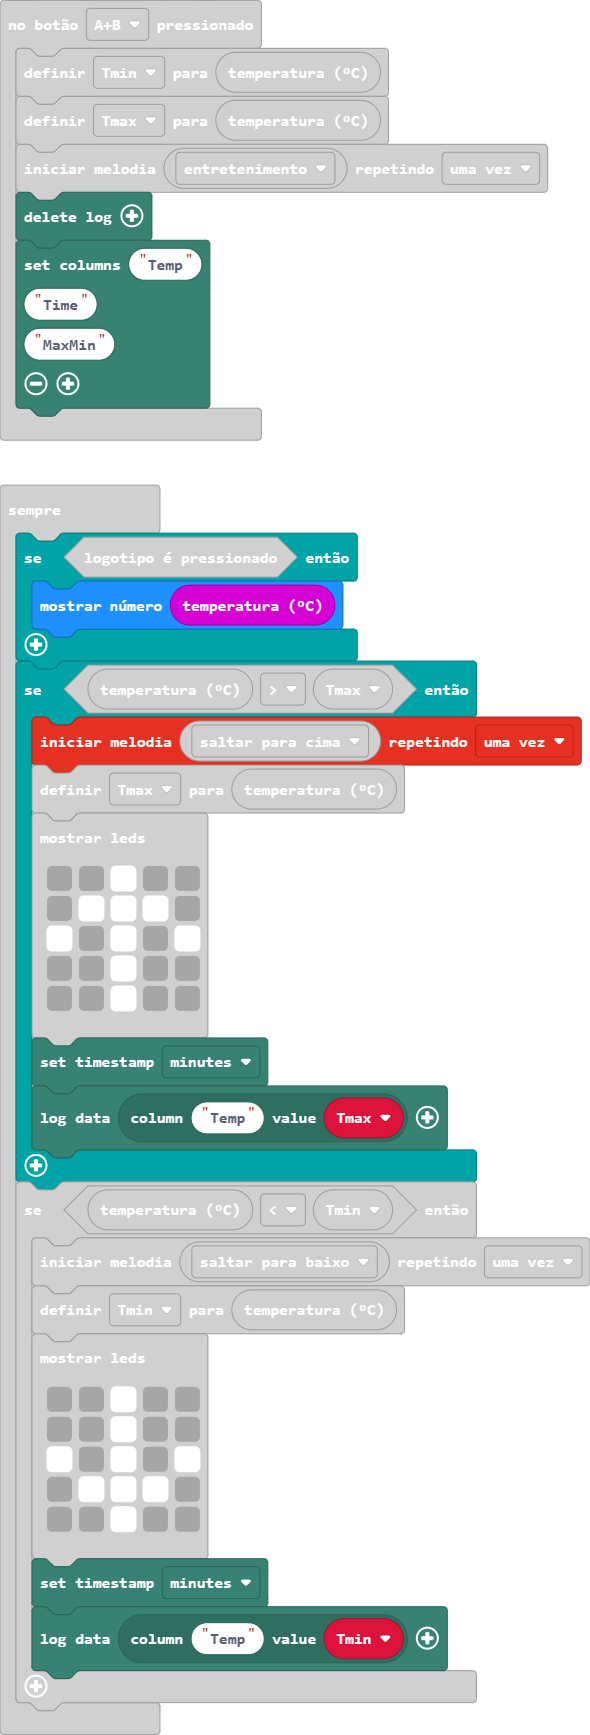 no botão A+B pressionado
definir Tmin para temperatura (ºC)
definir Tmax para temperatura (ºC)
iniciar melodia entretenimento repetindo uma vez
delete log
set columns "Temp"
"Time"
"MaxMin"
sempre
se logotipo é pressionado então
mostrar número temperatura (ºC)
se temperatura (ºC) > Tmax então
iniciar melodia saltar para cima repetindo uma vez
definir Tmax para temperatura (ºC)
mostrar leds
set timestamp minutes
log data column "Temp" value Tmax
se temperatura (ºC) < Tmin então
iniciar melodia saltar para baixo repetindo uma vez
definir Tmin para temperatura (ºC)
mostrar leds
set timestamp minutes
log data column "Temp" value Tmin